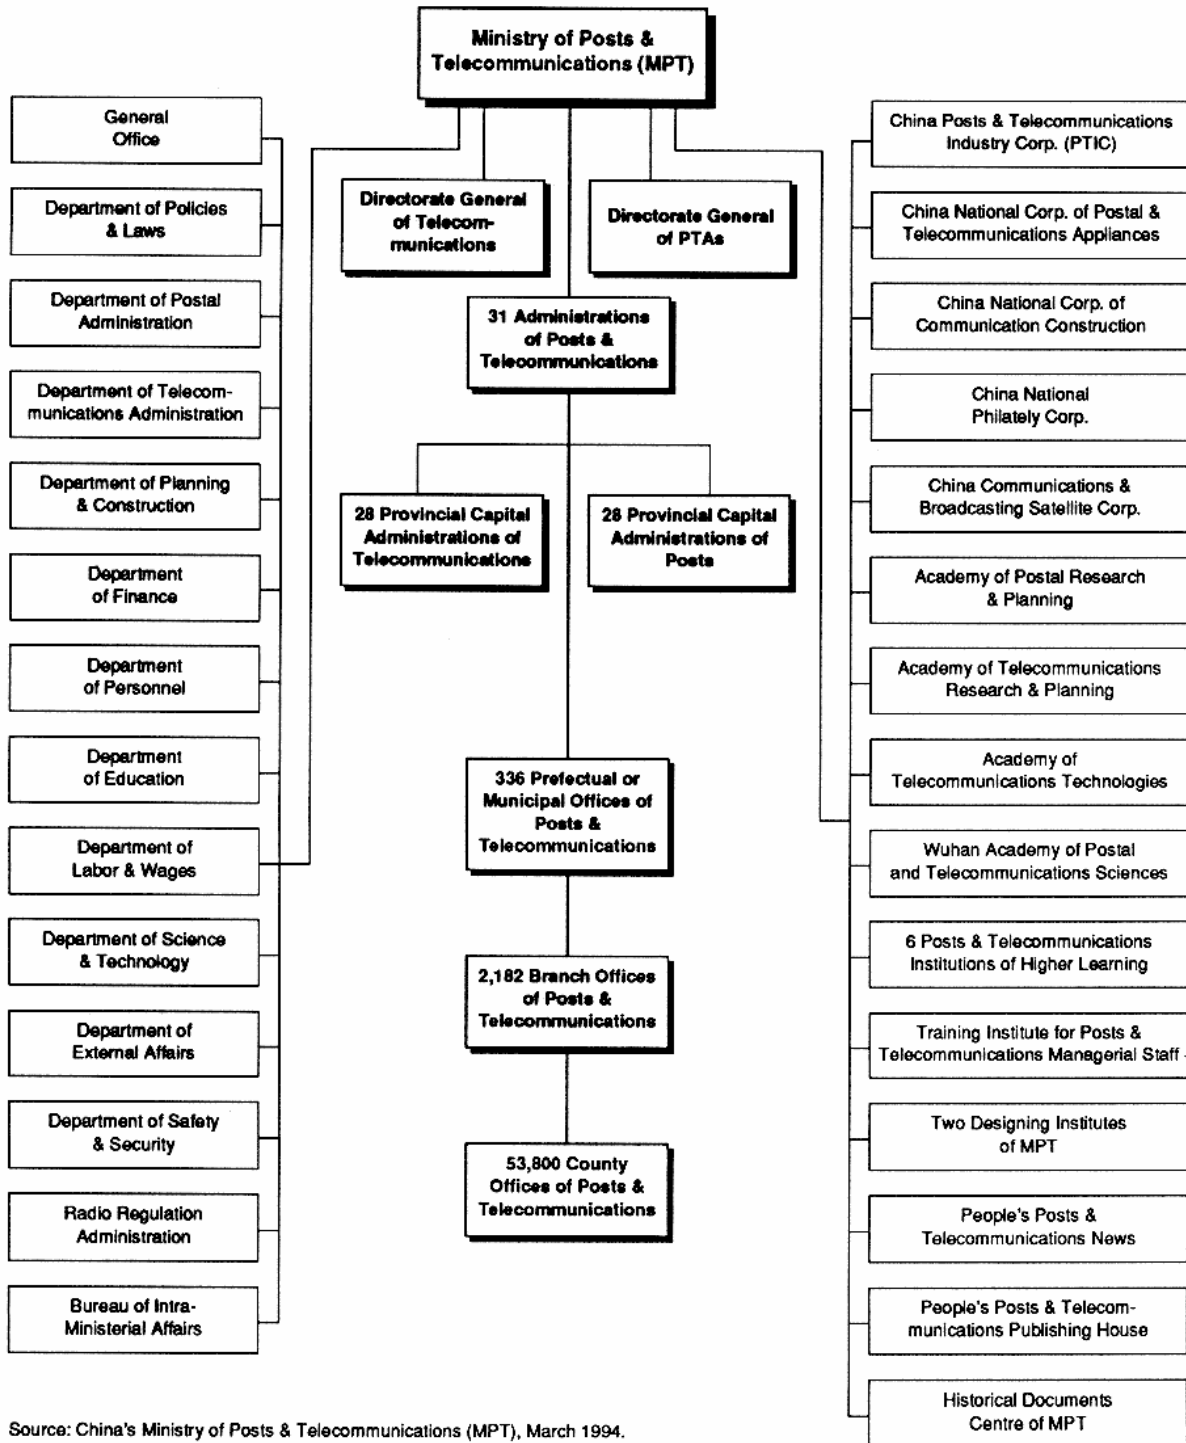 Ministry of Posts &
Telecommunications (MPT)
General
Office
Department of Policies
& Laws
Department of Postal
Administration
Department of Telecom-
munications Administration
Department of Planning
& Construction
Department
of Finance
Department
of Personnel
Department
of Education
Department of
Labor & Wages
Department of Science
& Technology
Department of
External Affairs
Department of Safety
& Security
Radio Regulation
Administration
Bureau of Intra-
Ministerial Affairs
Directorate General
of Telecom-
munications
Directorate General
of PTAs
31 Administrations
of Posts &
Telecommunications
28 Provincial Capital
Administrations of
Telecommunications
28 Provincial Capital
Administrations of
Posts
336 Prefectual or
Municipal Offices of
Posts &
Telecommunications
2,182 Branch Offices
of Posts &
Telecommunications
53,800 County
Offices of Posts &
Telecommunications
China Posts & Telecommunications
Industry Corp. (PTIC)
China National Corp. of Postal &
Telecommunications Appliances
China National Corp. of
Communication Construction
China National
Philately Corp.
China Communications &
Broadcasting Satellite Corp.
Academy of Postal Research
& Planning
Academy of Telecommunications
Research & Planning
Academy of
Telecommunications Technologies
Wuhan Academy of Postal
and Telecommunications Sciences
6 Posts & Telecommunications
Institutions of Higher Learning
Training Institute for Posts &
Telecommunications Managerial Staff
Two Designing Institutes
of MPT
People's Posts &
Telecommunications News
People's Posts & Telecom-
munications Publishing House
Historical Documents
Centre of MPT
Source: China's Ministry of Posts & Telecommunications (MPT), March 1994.